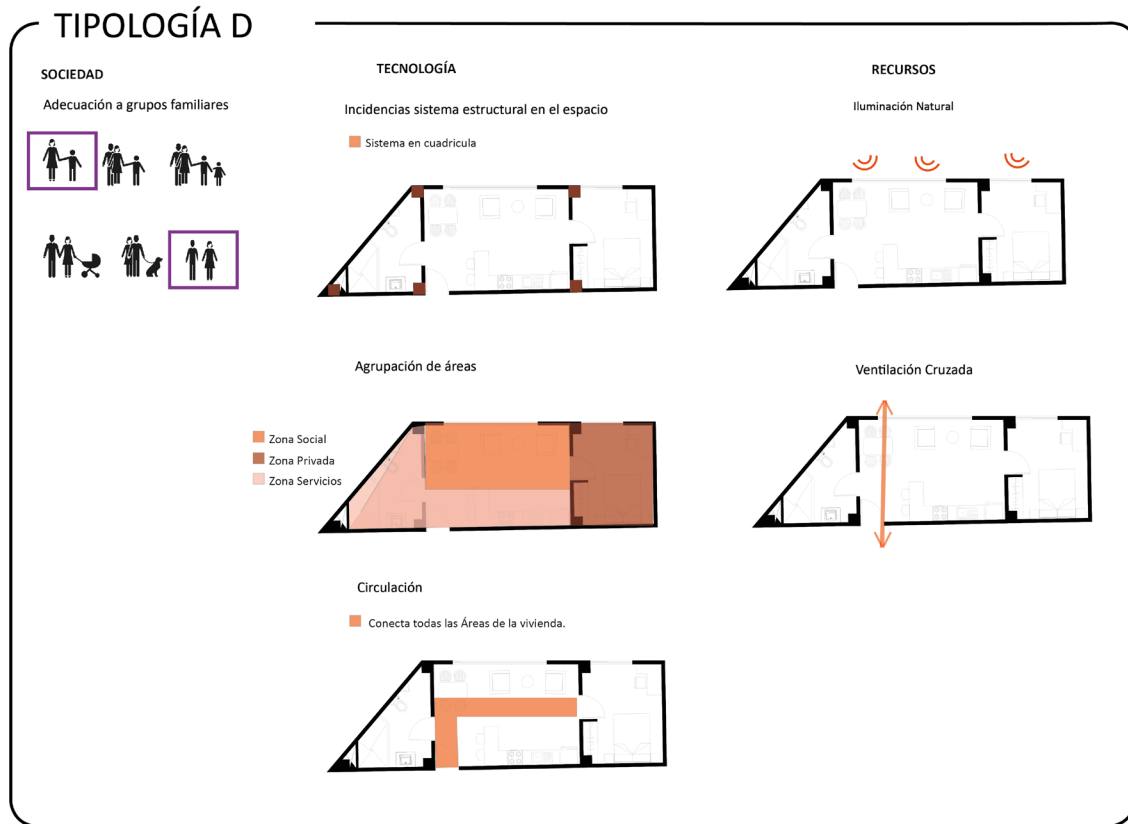 TIPOLOGÍA D
SOCIEDAD
Adecuación a grupos familiares
TECNOLOGÍA
Incidencias sistema estructural en el espacio
Sistema en cuadricula
Agrupación de áreas
Zona Social
Zona Privada
Zona Servicios
Circulación
Conecta todas las Áreas de la vivienda.
RECURSOS
Iluminación Natural
Ventilación Cruzada